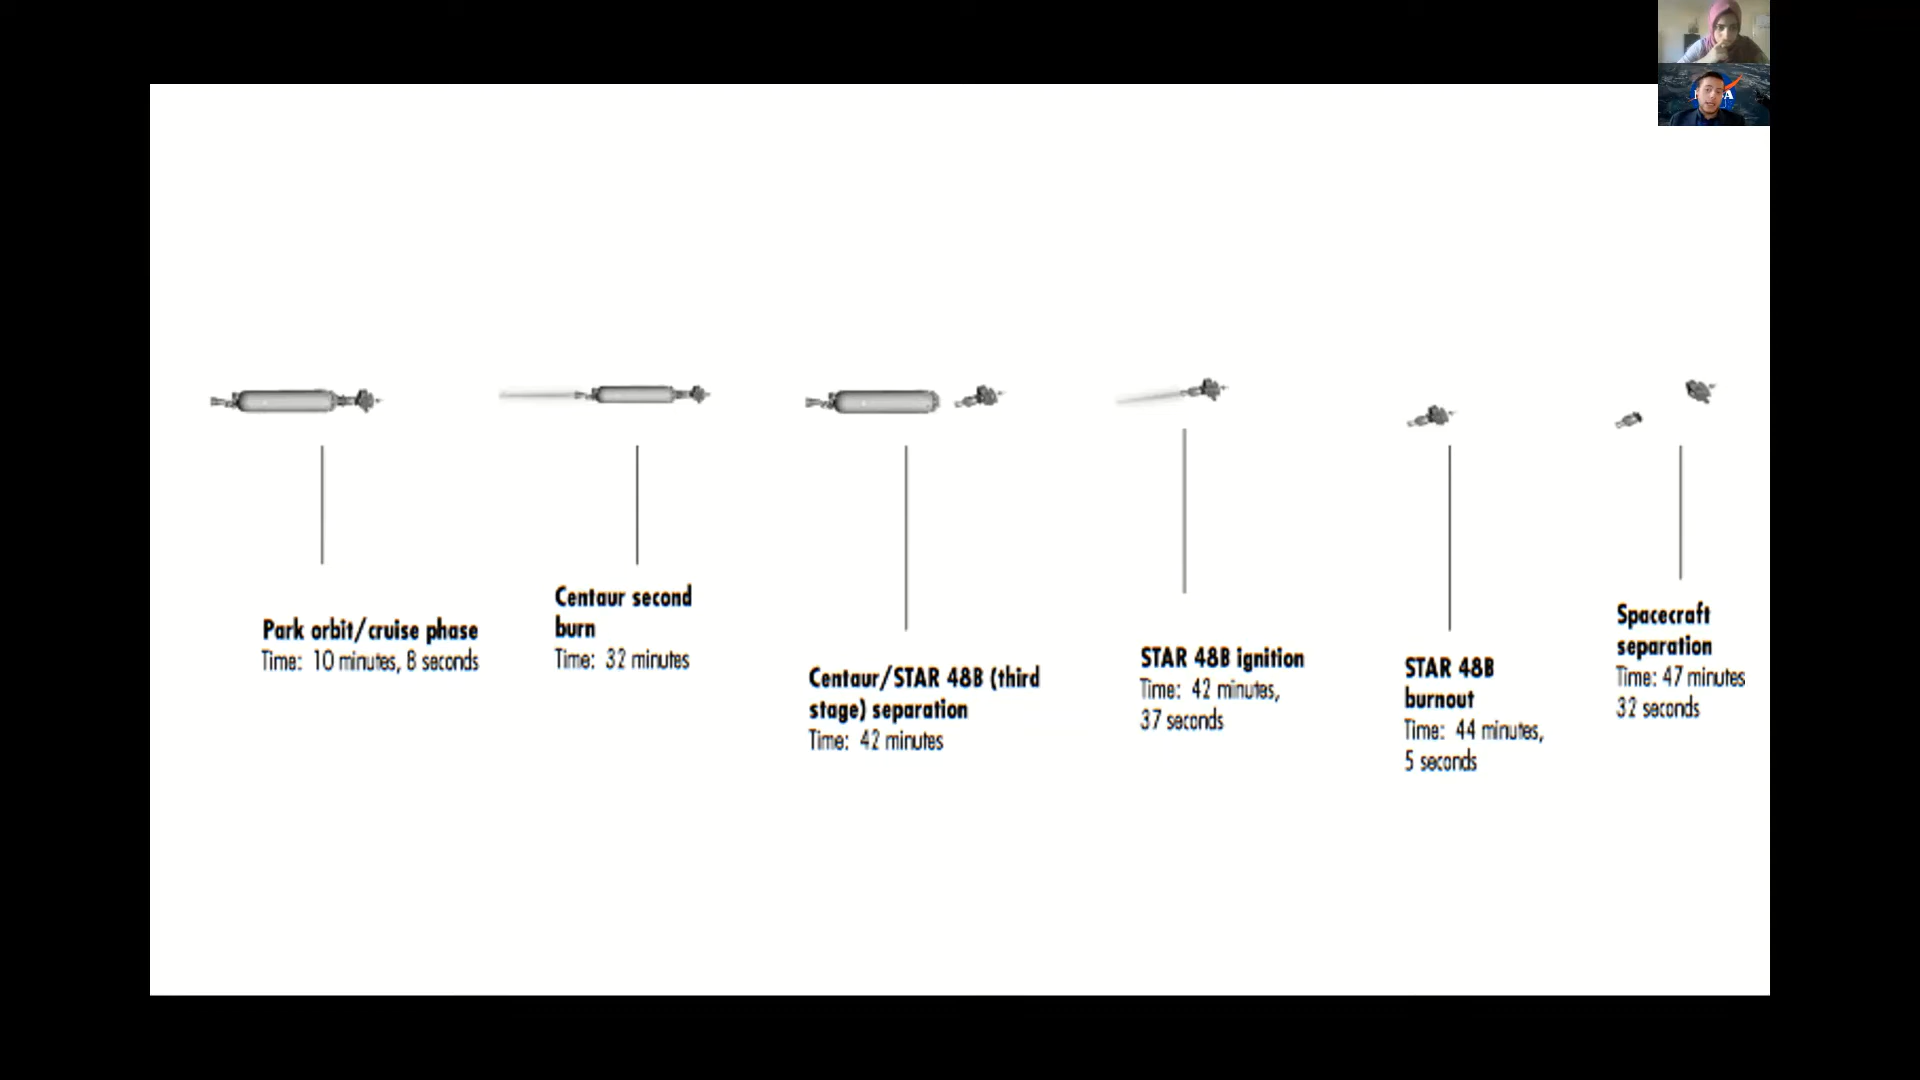 Park orbit/cruise phase
Time: 10 minutes, 8 seconds
Centaur second
burn
Time: 32 minutes
Centaur/STAR 48B (third
stage) separation
Time: 42 minutes
STAR 48B ignition
Time: 42 minutes,
37 seconds
STAR 48B
burnout
Time: 44 minutes,
5 seconds
Spacecraft
separation
Time: 47 minutes
32 seconds